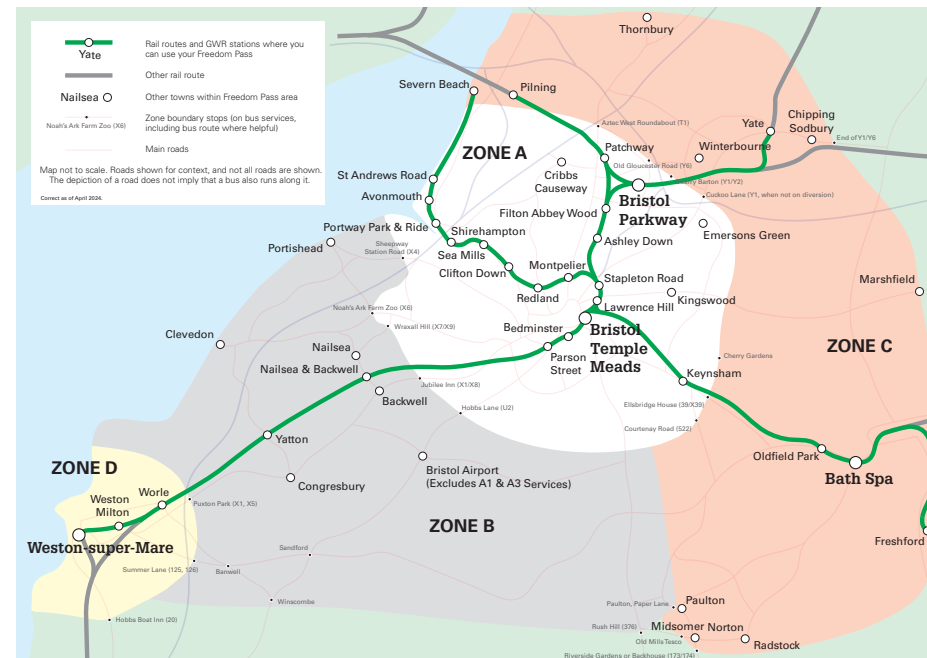 Yate
Rail routes and GWR stations where you
can use your Freedom Pass
Other rail route
Nailsea
Other towns within Freedom Pass area
Noah's Ark Farm Zoo (X6)
Zone boundary stops (on bus services,
including bus route where helpful)
Main roads
Map not to scale. Roads shown for context, and not all roads are shown.
The depiction of a road does not imply that a bus also runs along it.
Correct as of April 2024.
Thornbury
Severn Beach
Pilning
Aztec West Roundabout (T1)
Yate
Chipping
Sodbury
End of Y1/Y6
ZONE A
Patchway
Winterbourne
Old Gloucester Road (Y6)
Cribbs
Causeway
St Andrews Road
Avonmouth
Bristol
Parkway
Cuckoo Lane (Y1, when not on diversion)
Filton Abbey Wood
Portway Park & Ride
Shirehampton
Emersons Green
Ashley Down
Portishead
Sheepway
Station Road (X4)
Sea Mills
Clifton Down
Montpelier
Stapleton Road
Marshfield
Redland
Kingswood
Noah's Ark Farm Zoo (X6)
Lawrence Hill
Wraxall Hill (X7/X9)
Bedminster
Bristol
Temple
Meads
Clevedon
Nailsea
Parson
Street
ZONE C
Cherry Gardens
Nailsea & Backwell
Keynsham
Jubilee Inn (X1/X8)
Backwell
Ellsbridge House (39/X39)
Hobbs Lane (U2)
Courtenay Road (522)
Yatton
Oldfield Park
ZONE D
Bristol Airport
(Excludes A1 & A3 Services)
Bath Spa
Congresbury
Worle
Weston
Milton
Puxton Park (X1, X5)
ZONE B
Freshford
Weston-super-Mare
Sandford
Summer Lane (125, 126)
Banwell
Winscombe
Paulton, Paper Lane
Paulton
Hobbs Boat Inn (20)
Rush Hill (376)
Midsomer Norton
Old Mills Tesco
Radstock
Riverside Gardens or Backhouse (173/174)